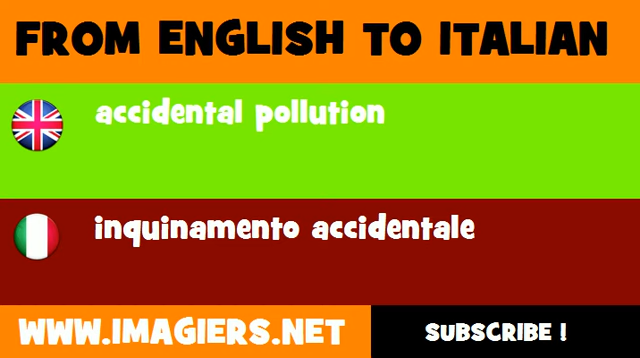 FROM ENGLISH TO ITALIAN
accidental pollution
inquinamento accidentale
WWW.IMAGIERS.NET
SUBSCRIBE !